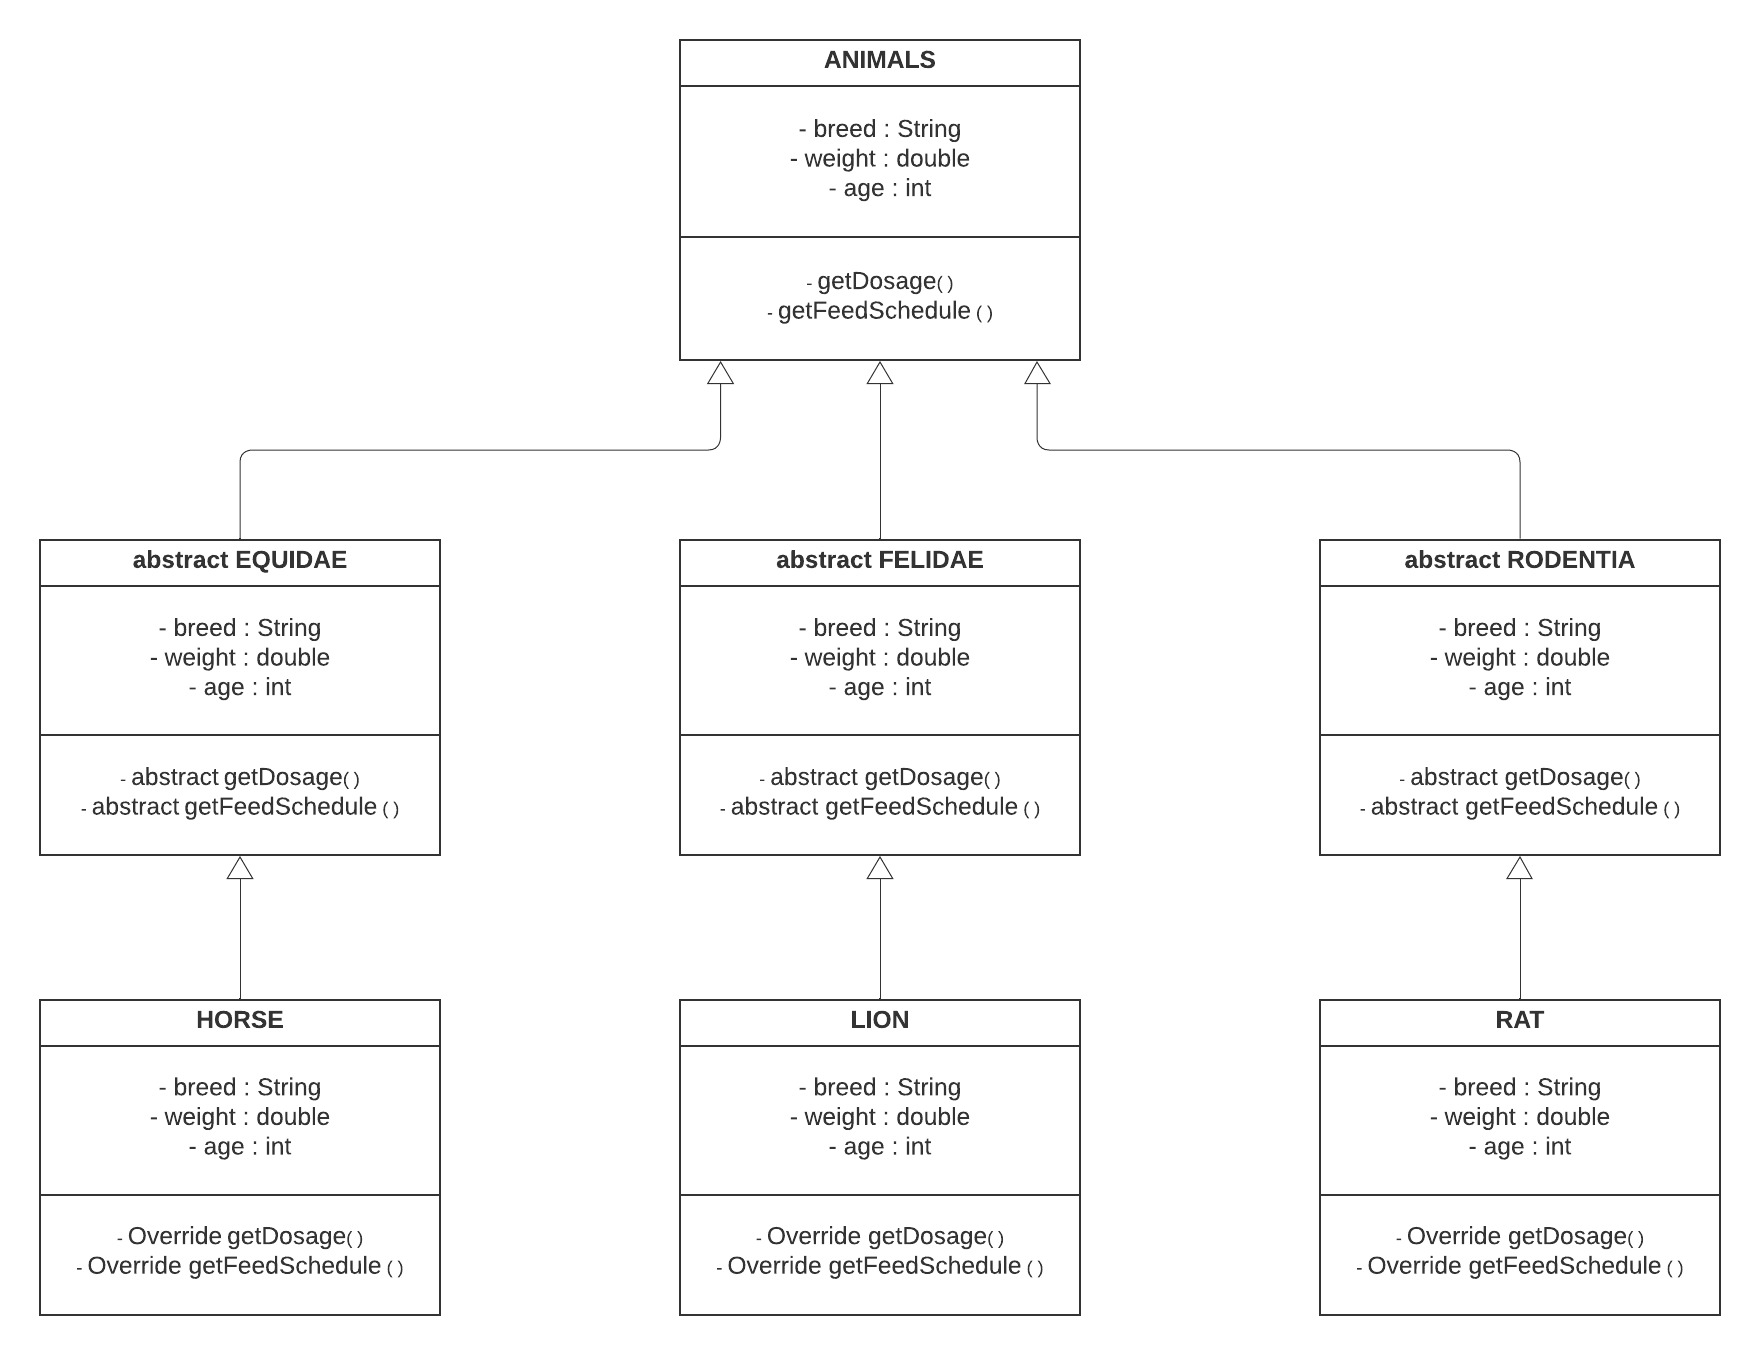 ANIMALS
- breed : String
- weight : double
- age : int
- getDosage()
- getFeedSchedule ()
abstract EQUIDAE
- breed : String
- weight : double
- age : int
- abstract getDosage()
- abstract getFeedSchedule ()
abstract FELIDAE
- breed : String
- weight : double
- age : int
- abstract getDosage()
- abstract getFeedSchedule ()
abstract RODENTIA
- breed : String
- weight : double
- age : int
- abstract getDosage()
- abstract getFeedSchedule ()
HORSE
- breed : String
- weight : double
- age : int
- Override getDosage()
- Override getFeedSchedule ()
LION
- breed : String
- weight : double
- age : int
- Override getDosage()
- Override getFeedSchedule ()
RAT
- breed : String
- weight : double
- age : int
- Override getDosage()
- Override getFeedSchedule ()